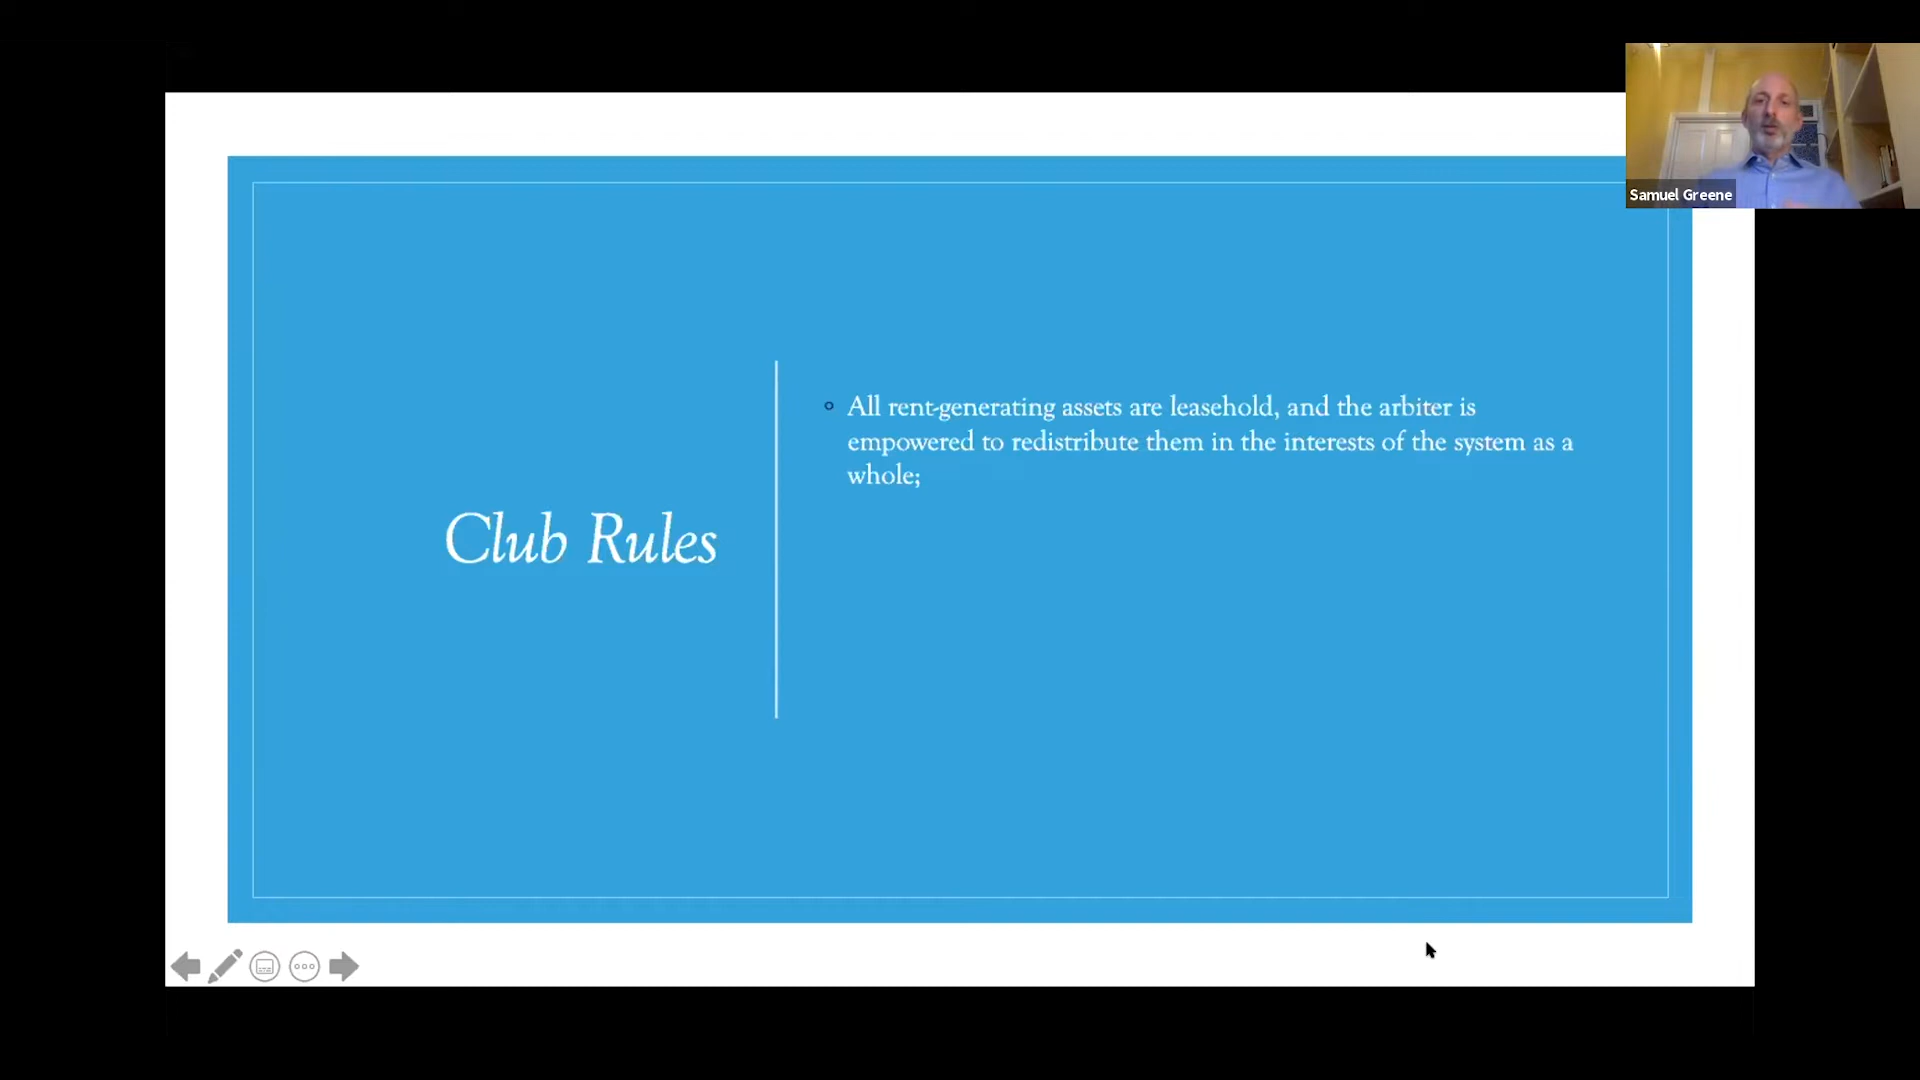 Samuel Greene
All rent-generating assets are leasehold, and the arbiter is
empowered to redistribute them in the interests of the system as a
whole;
Club Rules